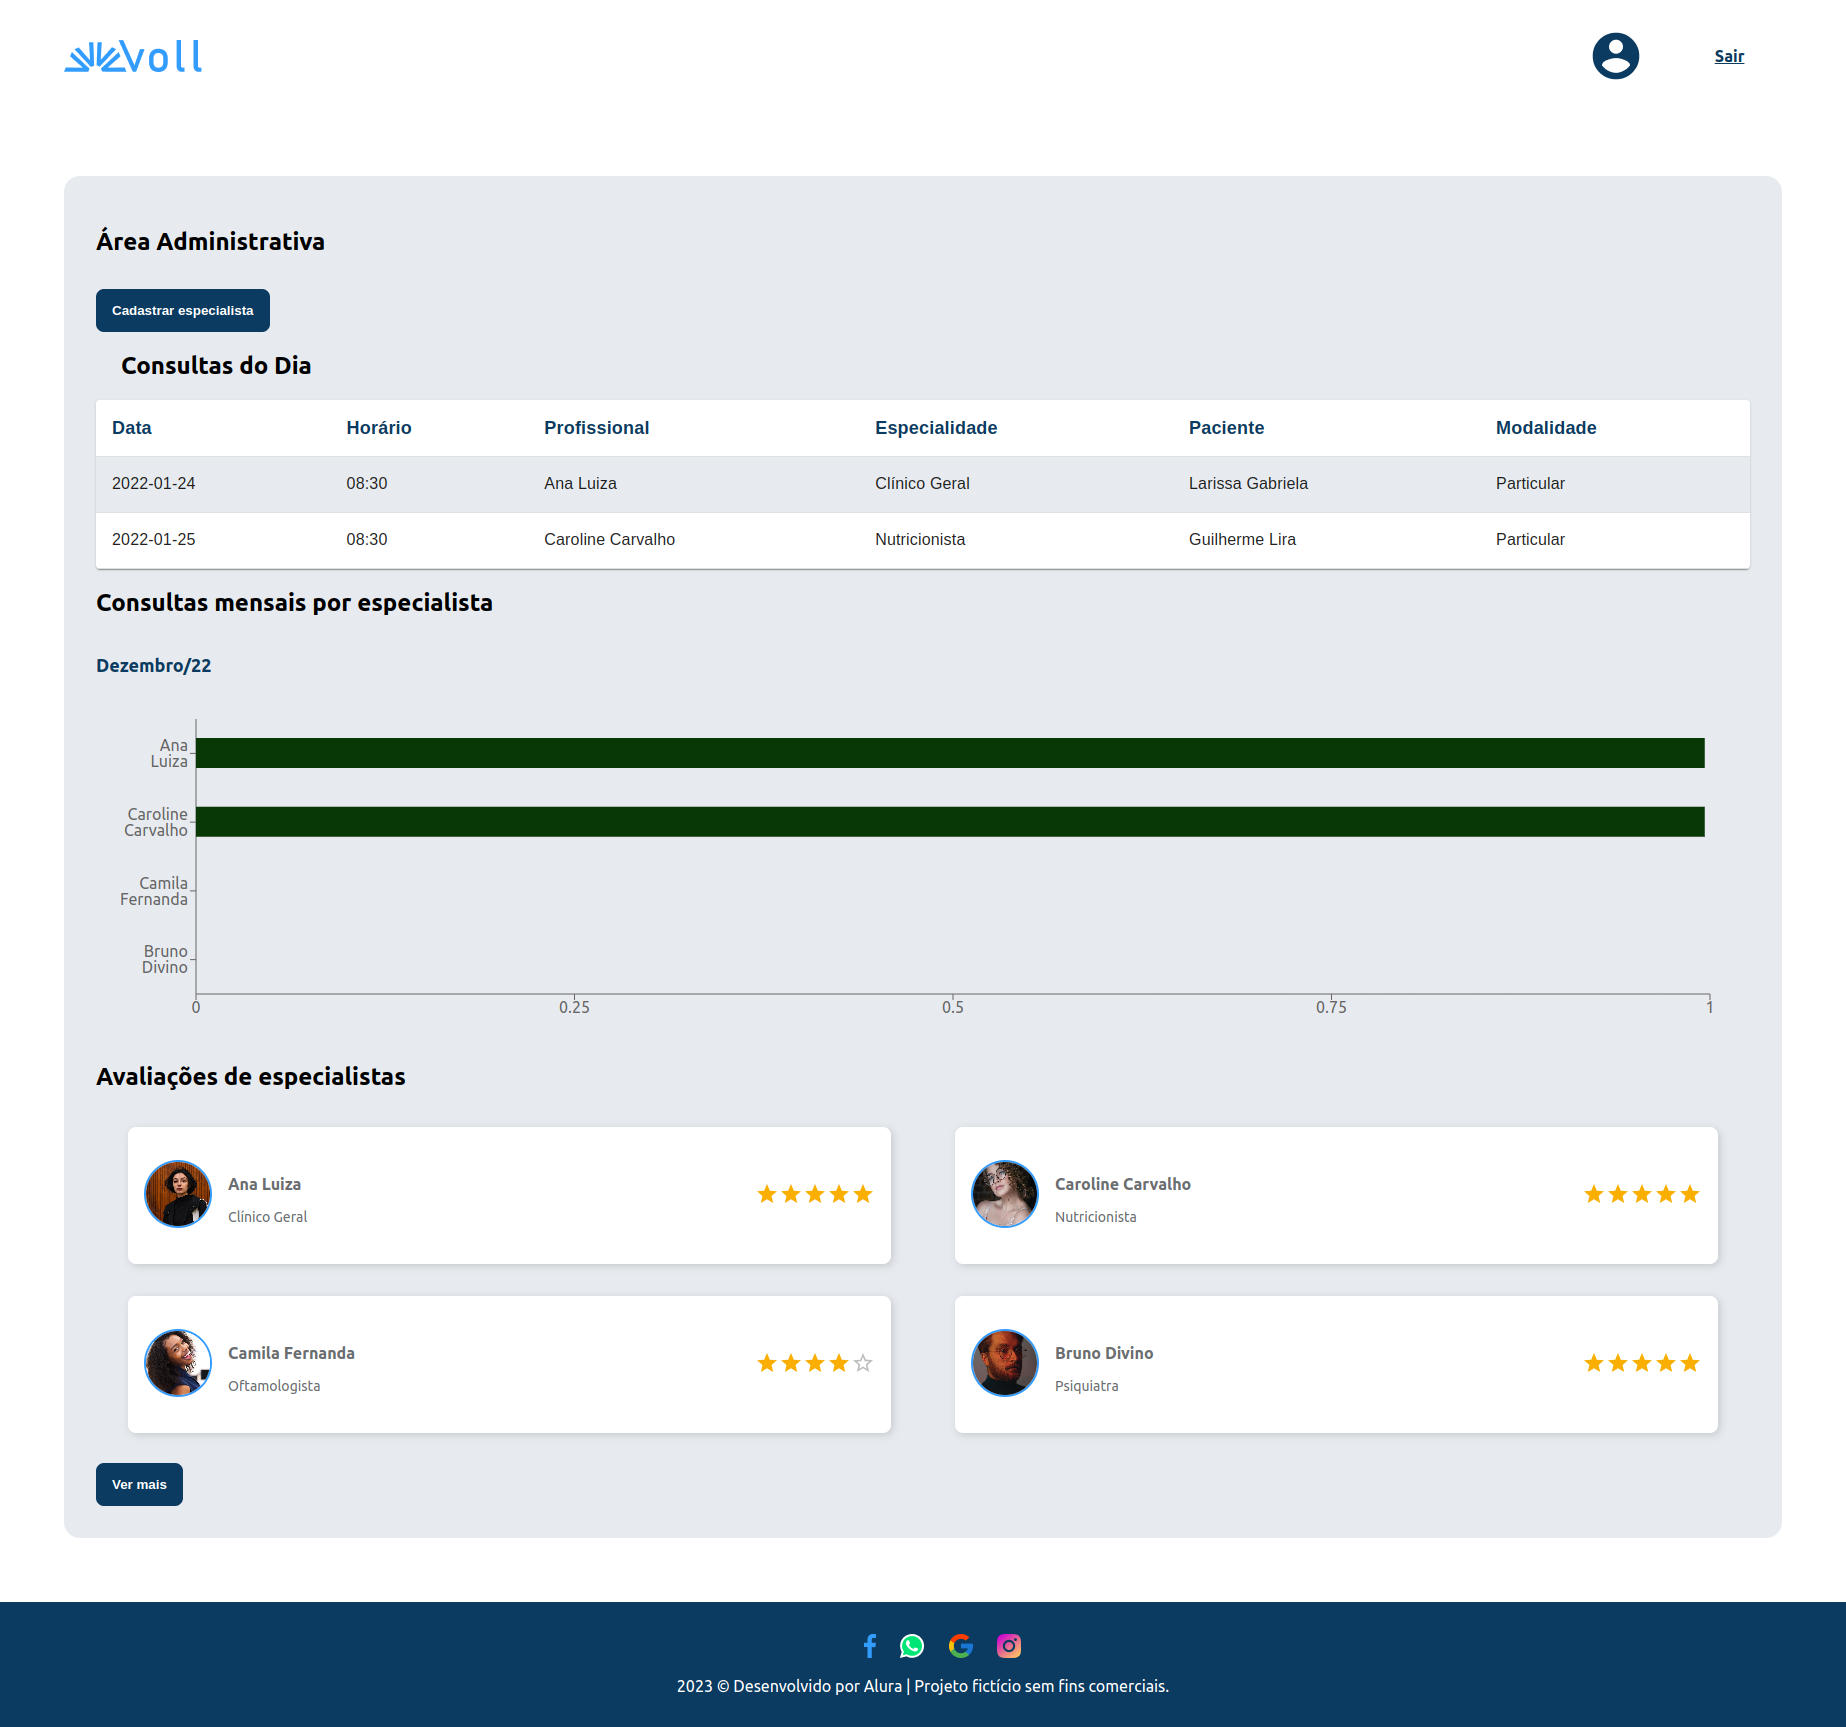 Voll
Sair
Área Administrativa
Cadastrar especialista
Consultas do Dia
Data Horário Profissional Especialidade Paciente Modalidade
2022-01-24 08:30 Ana Luiza Clínico Geral Larissa Gabriela Particular
2022-01-25 08:30 Caroline Carvalho Nutricionista Guilherme Lira Particular
Consultas mensais por especialista
Dezembro/22
Ana
Luiza
Caroline
Carvalho
Camila
Fernanda
Bruno
Divino
0 0.25 0.5 0.75 1
Avaliações de especialistas
Ana Luiza
Clínico Geral
Caroline Carvalho
Nutricionista
Camila Fernanda
Oftamologista
Bruno Divino
Psiquiatra
Ver mais
2023 © Desenvolvido por Alura | Projeto fictício sem fins comerciais.